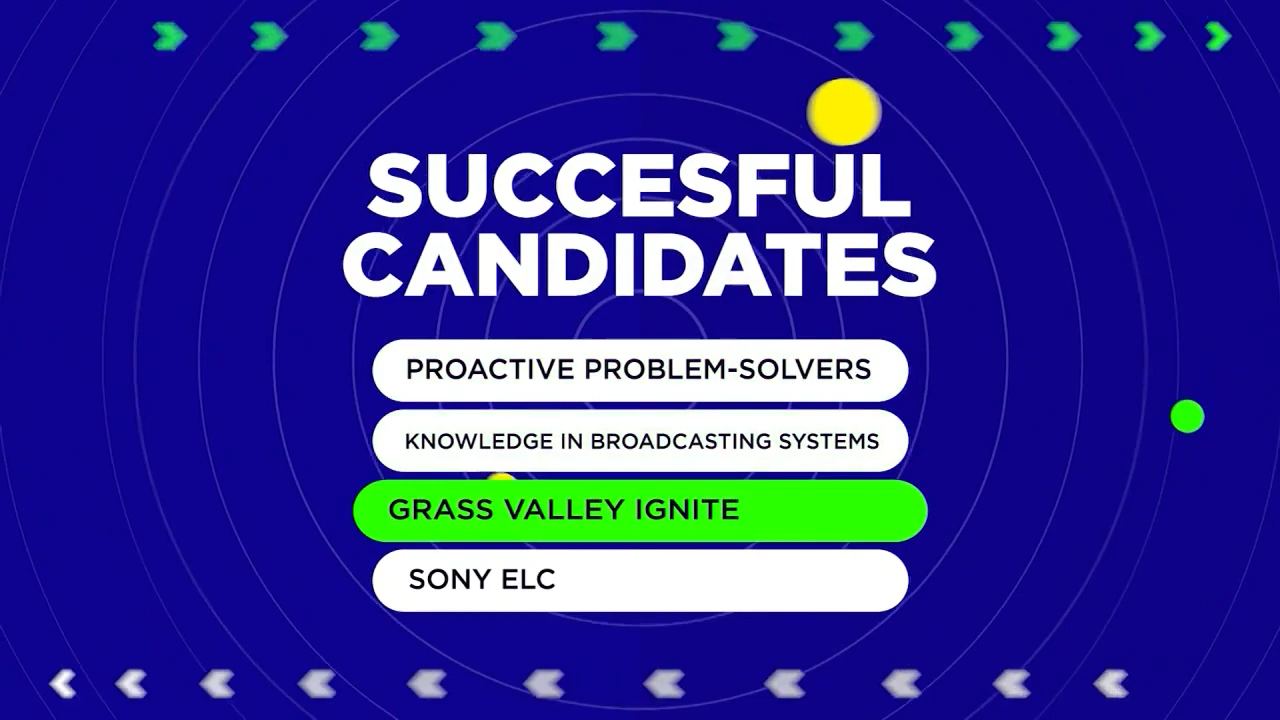 SUCCESFUL
CANDIDATES
PROACTIVE PROBLEM-SOLVERS
KNOWLEDGE IN BROADCASTING SYSTEMS
GRASS VALLEY IGNITE
SONY ELC